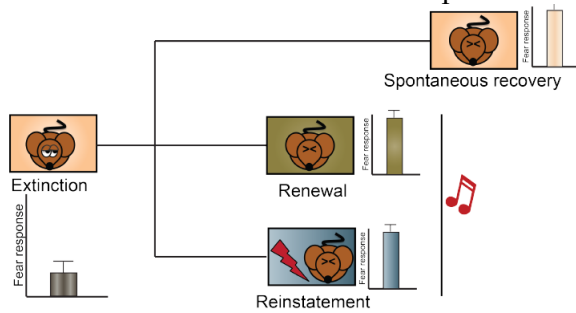 Fear response
Spontaneous recovery
Extinction
Fear response
Renewal
Fear response
Fear response
Reinstatement